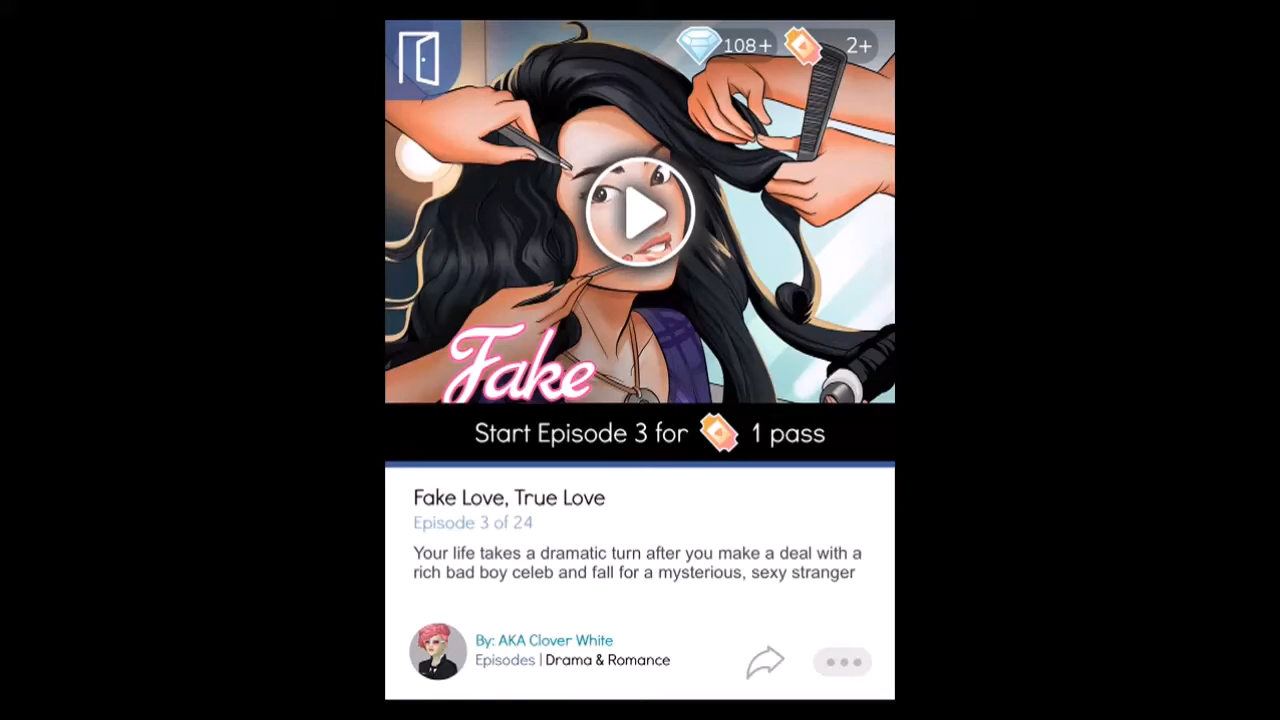 108+ 2+
Fake
Start Episode 3 for 1 pass
Fake Love, True Love
Episode 3 of 24
Your life takes a dramatic turn after you make a deal with a
rich bad boy celeb and fall for a mysterious, sexy stranger
By: AKA Clover White
Episodes | Drama & Romance